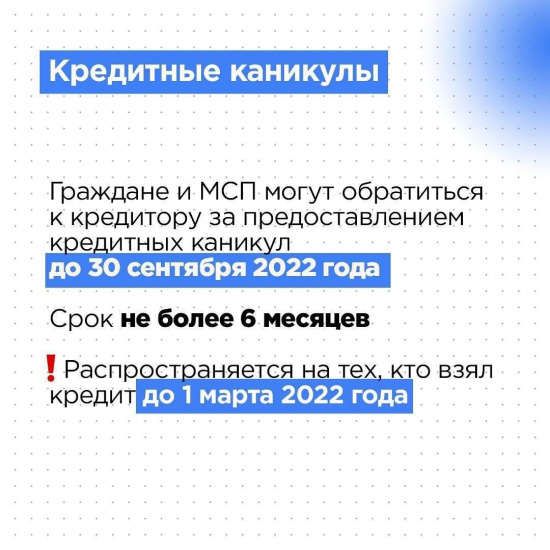 Кредитные каникулы
Граждане и МСП могут обратиться
к кредитору за предоставлением
кредитных каникул
до 30 сентября 2022 года
Срок не более 6 месяцев
❗ Распространяется на тех, кто взял
кредит до 1 марта 2022 года